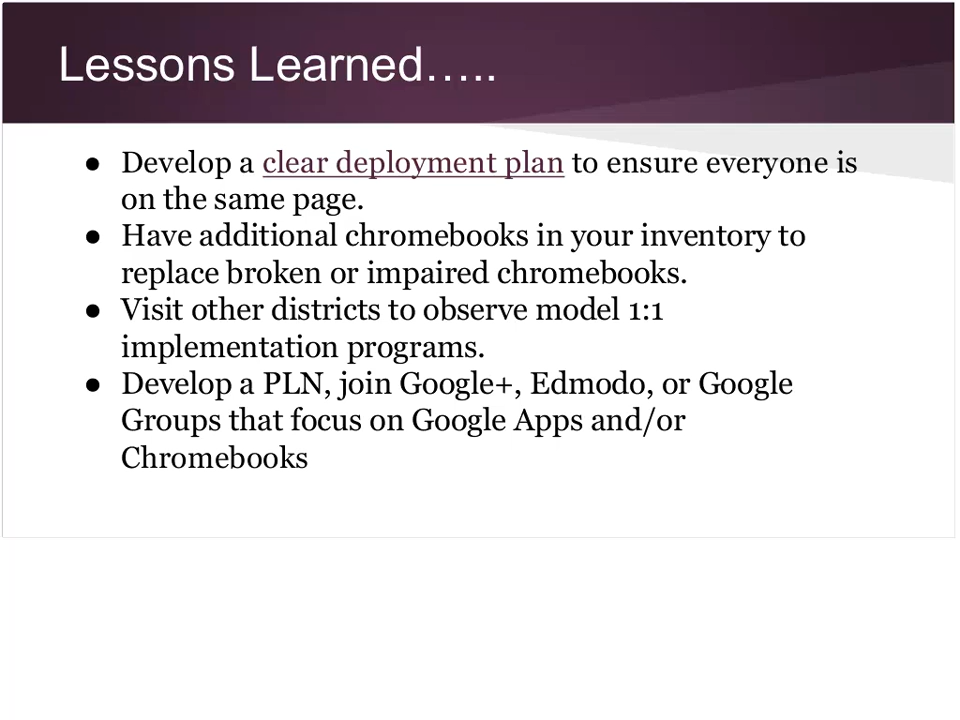 Lessons Learned…..
● Develop a clear deployment plan to ensure everyone is
on the same page.
● Have additional chromebooks in your inventory to
replace broken or impaired chromebooks.
● Visit other districts to observe model 1:1
implementation programs.
● Develop a PLN, join Google+, Edmodo, or Google
Groups that focus on Google Apps and/or
Chromebooks